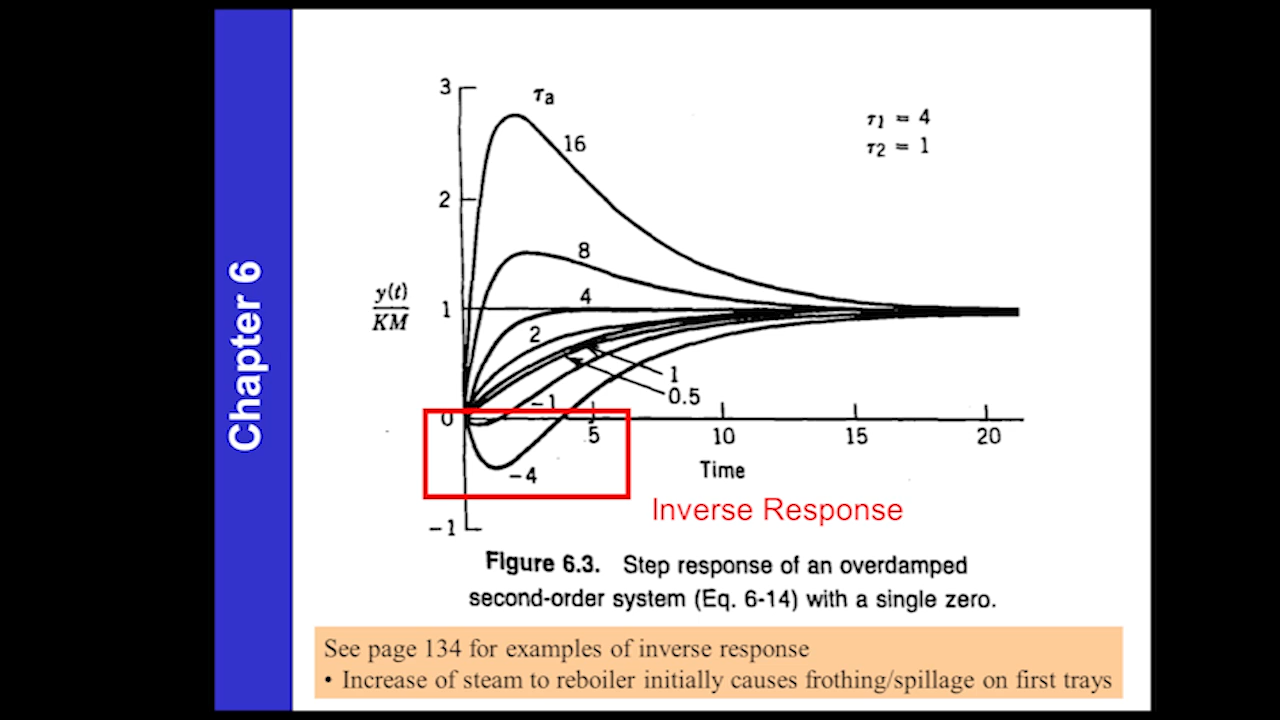 Chapter 6
3
τa
16
τ1 = 4
τ2 = 1
2
8
y(t)
KM
1
4
2
1
0.5
-1
0
5
10
15
20
Time
-4
Inverse Response
-1
Figure 6.3. Step response of an overdamped
second-order system (Eq. 6-14) with a single zero.
See page 134 for examples of inverse response
• Increase of steam to reboiler initially causes frothing/spillage on first trays